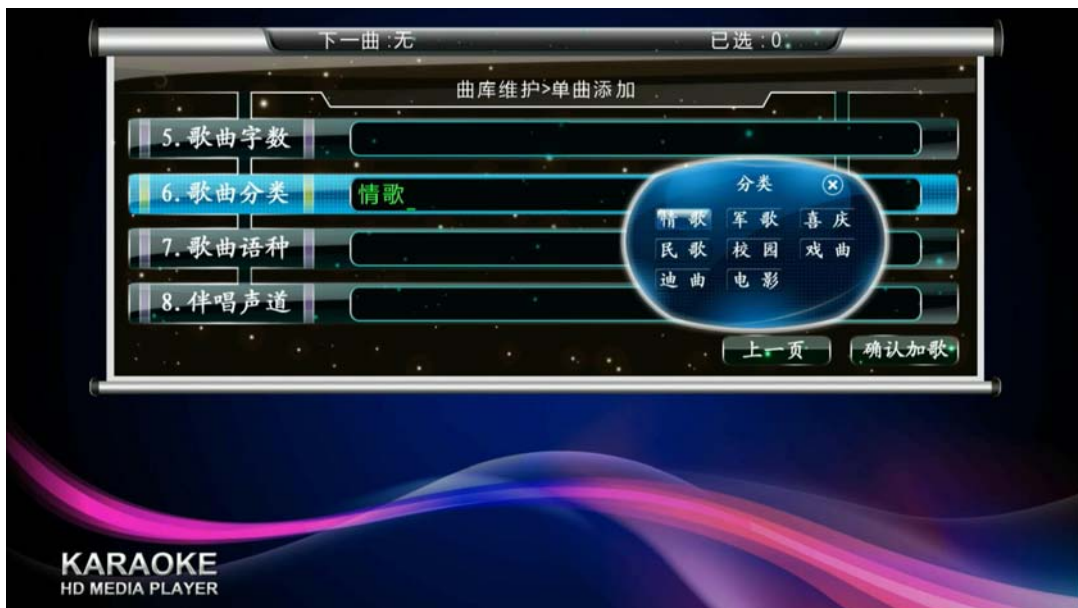 下一曲:无 已选:0
曲库维护>单曲添加
5.歌曲字数
6.歌曲分类 情歌_
7.歌曲语种
8.伴唱声道
分类
情歌 军歌 喜庆
民歌 校园 戏曲
迪曲 电影
上一页 确认加歌
KARAOKE
HD MEDIA PLAYER